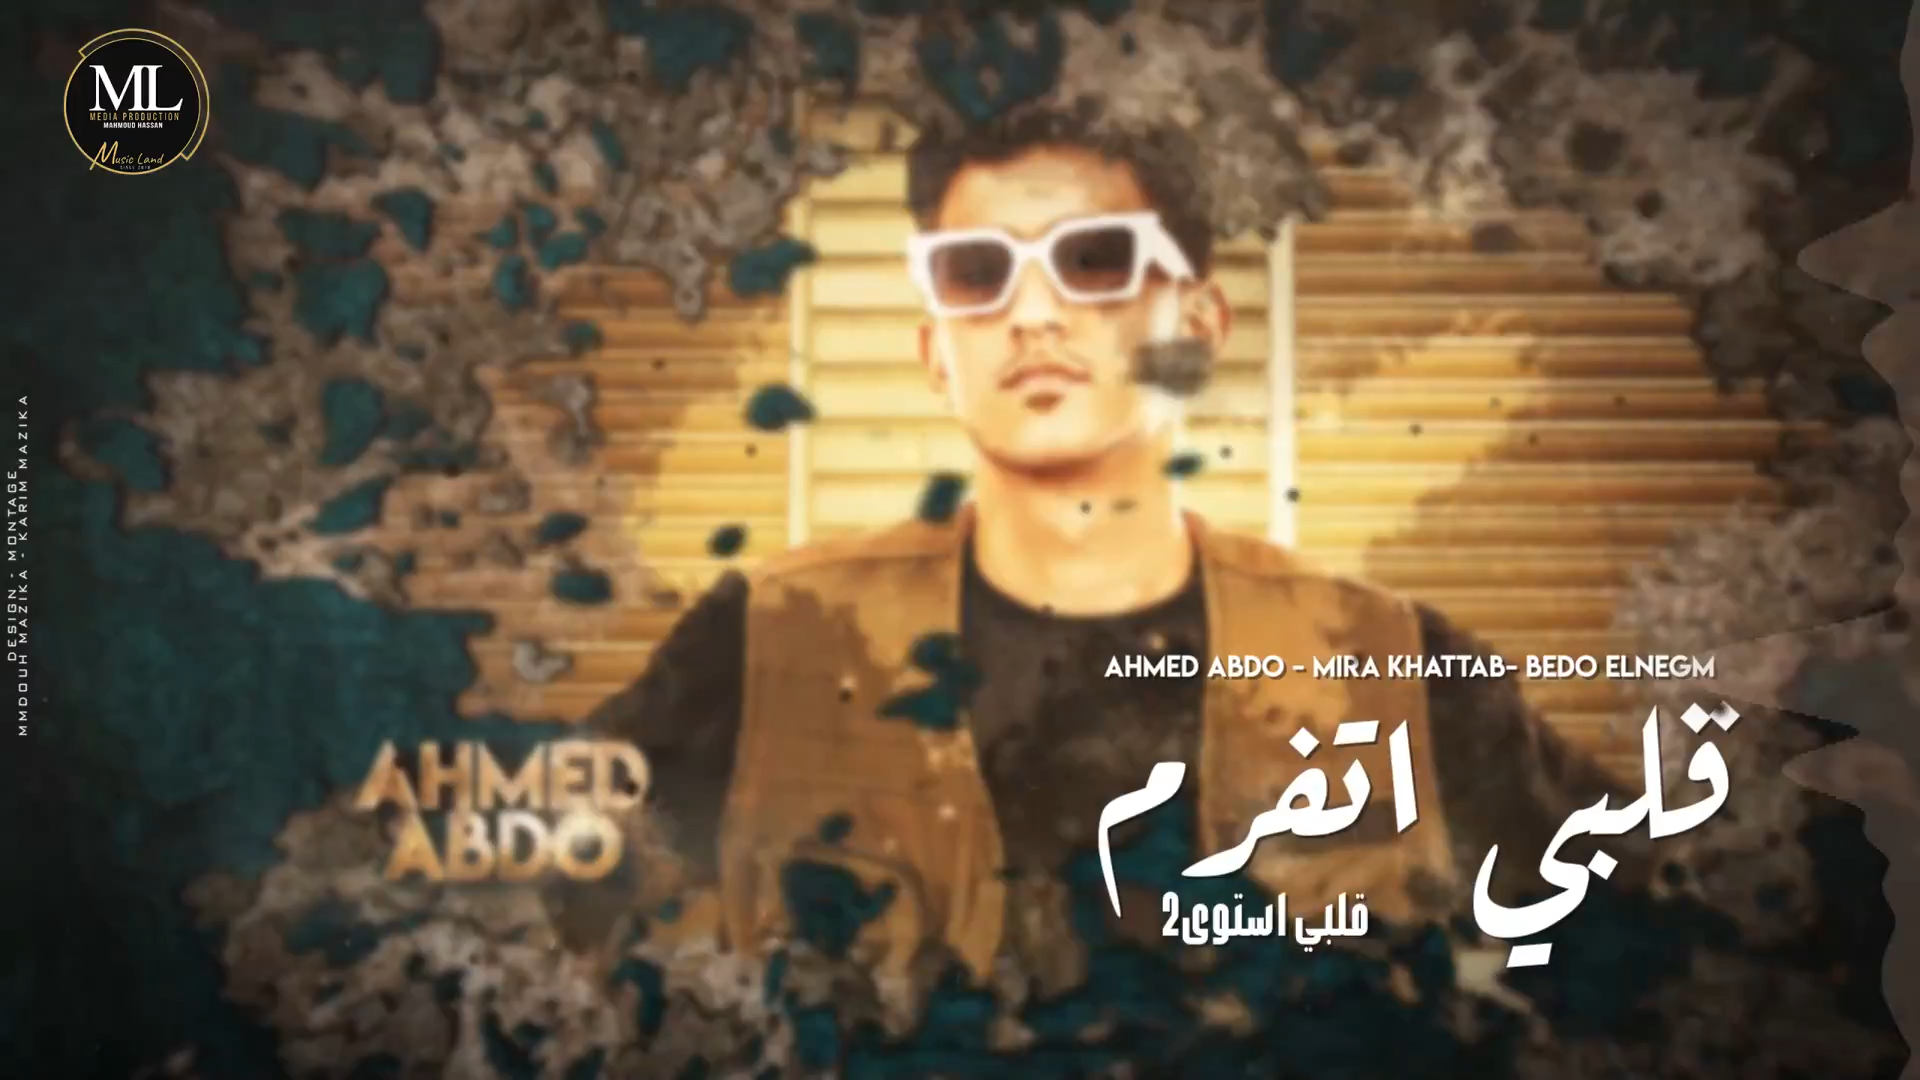 ML
MEDIA PRODUCTION
MAHMOUD HASSAN
Music Land
DESIGN - MONTAGE
MMDOUH MAZIKA - KARIM MAZIKA
AHMED ABDO - MIRA KHATTAB- BEDO ELNEGM
قلبي اتفرم
قلبي استوى2
AHMED
ABDO